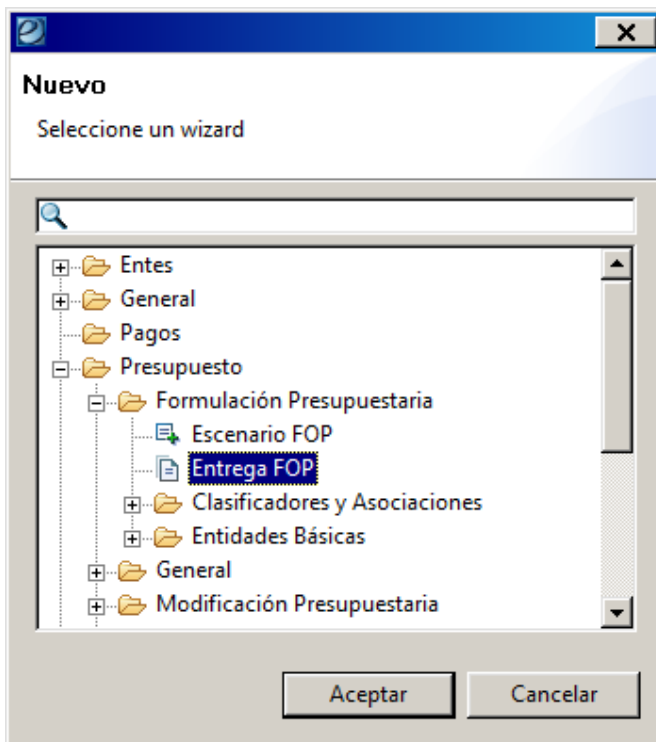 Nuevo
Seleccione un wizard
Entes
General
Pagos
Presupuesto
Formulación Presupuestaria
Escenario FOP
Entrega FOP
Clasificadores y Asociaciones
Entidades Básicas
General
Modificación Presupuestaria
Aceptar
Cancelar